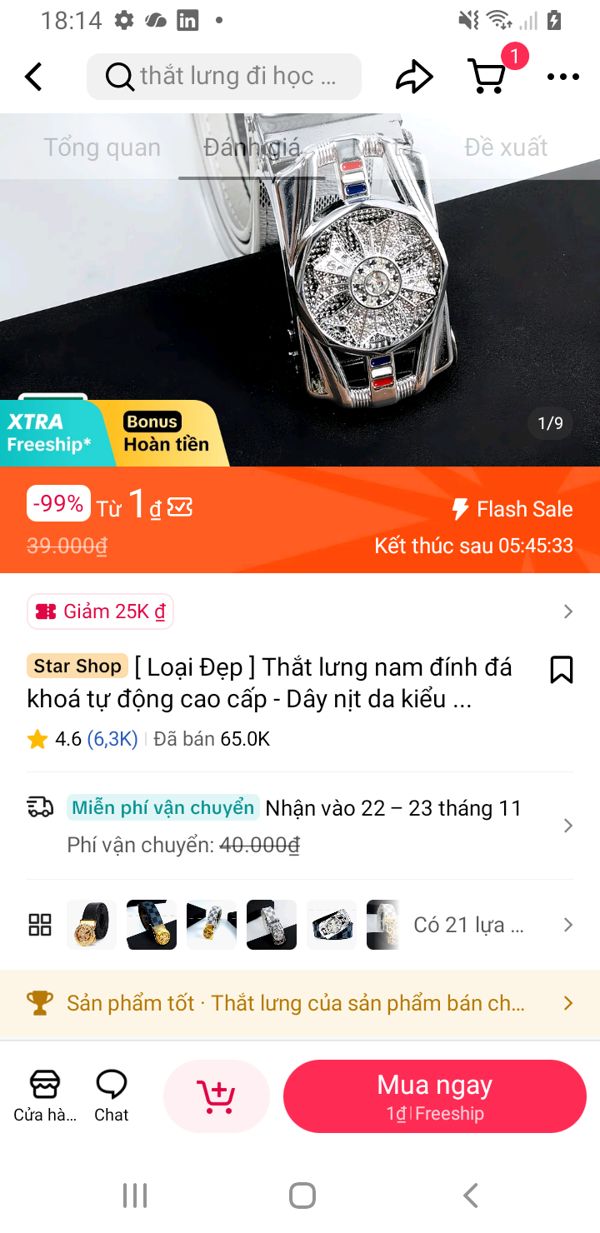 18:14
in
1
thắt lưng đi học ...
Tổng quan
Đánh giá
Mô tả
Đề xuất
XTRA
Freeship*
Bonus
Hoàn tiền
1/9
-99% Từ 1₫
Flash Sale
39.000₫
Kết thúc sau 05:45:33
Giảm 25K ₫
Star Shop [ Loại Đẹp ] Thắt lưng nam đính đá
khoá tự động cao cấp - Dây nịt da kiểu ...
4.6 (6,3K) Đã bán 65.0K
Miễn phí vận chuyển Nhận vào 22 – 23 tháng 11
Phí vận chuyển: 40.000₫
Có 21 lựa ...
Sản phẩm tốt · Thắt lưng của sản phẩm bán ch...
Cửa hà...
Chat
Mua ngay
1₫ | Freeship